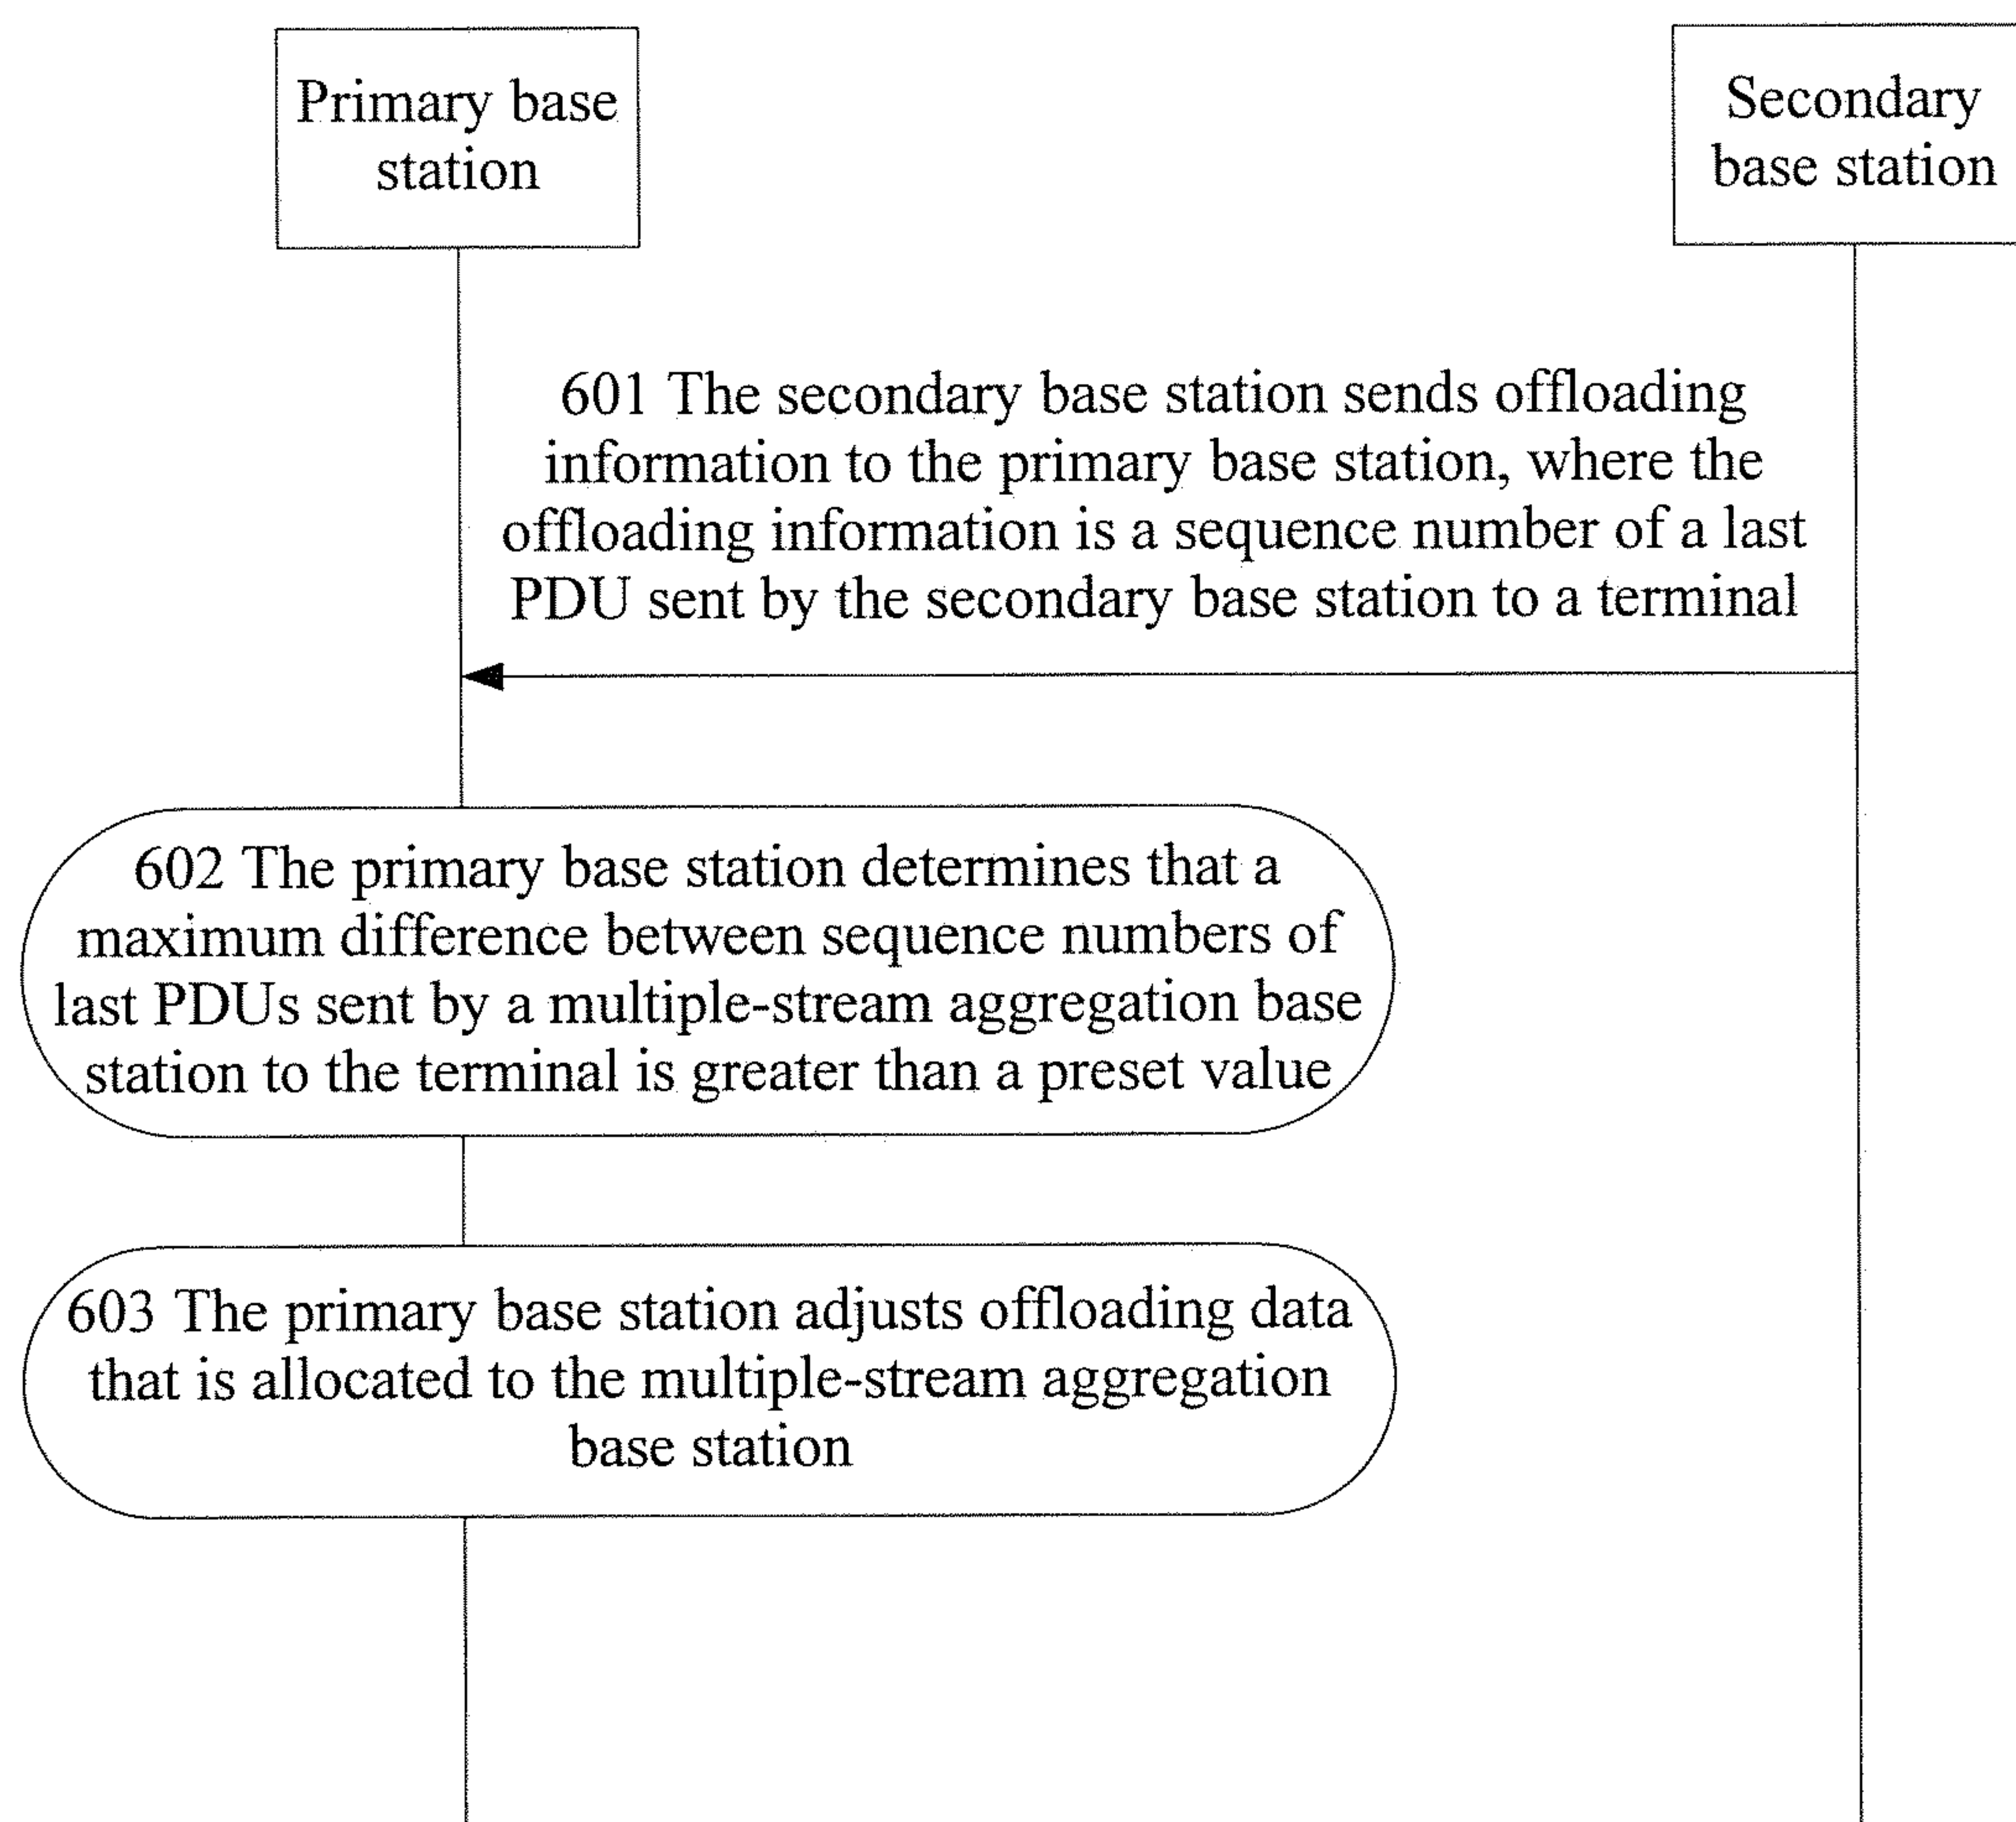 Primary base
station
Secondary
base station
601 The secondary base station sends offloading
information to the primary base station, where the
offloading information is a sequence number of a last
PDU sent by the secondary base station to a terminal
602 The primary base station determines that a
maximum difference between sequence numbers of
last PDUs sent by a multiple-stream aggregation base
station to the terminal is greater than a preset value
603 The primary base station adjusts offloading data
that is allocated to the multiple-stream aggregation
base station